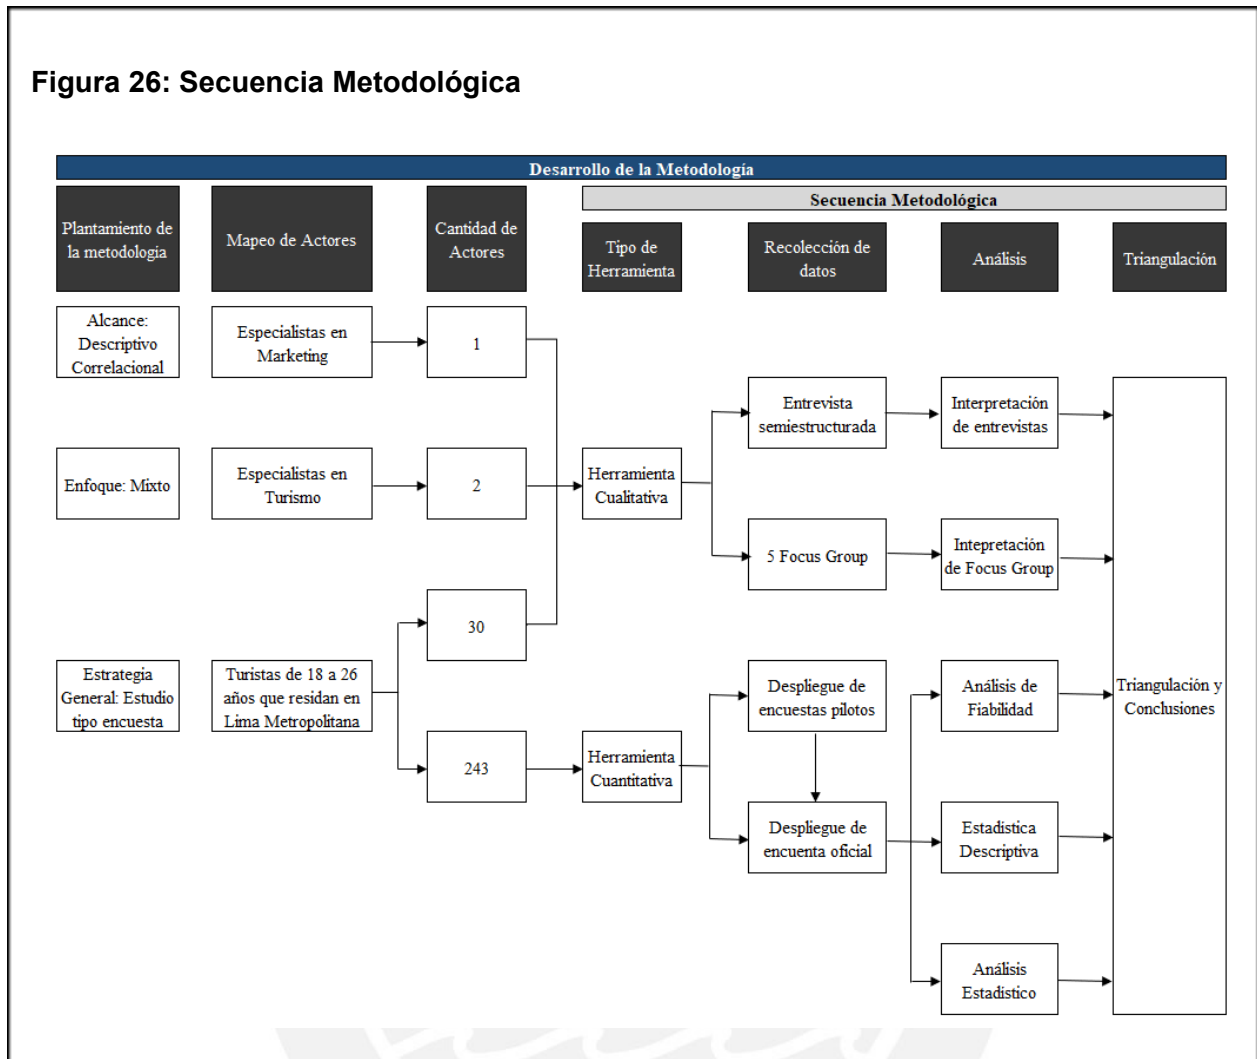 Figura 26: Secuencia Metodológica
Desarrollo de la Metodología
Secuencia Metodológica
Plantamiento de
la metodología
Mapeo de Actores
Cantidad de
Actores
Tipo de
Herramienta
Recolección de
datos
Análisis
Triangulación
Alcance:
Descriptivo
Correlacional
Especialistas en
Marketing
1
Entrevista
semiestructurada
Interpretación
de entrevistas
Enfoque: Mixto
Especialistas en
Turismo
2
Herramienta
Cualitativa
5 Focus Group
Intepretación
de Focus Group
30
Estrategia
General: Estudio
tipo encuesta
Turistas de 18 a 26
años que residan en
Lima Metropolitana
Despliegue de
encuestas pilotos
Análisis de
Fiabilidad
Triangulación y
Conclusiones
243
Herramienta
Cuantitativa
Despliegue de
encuenta oficial
Estadística
Descriptiva
Análisis
Estadístico